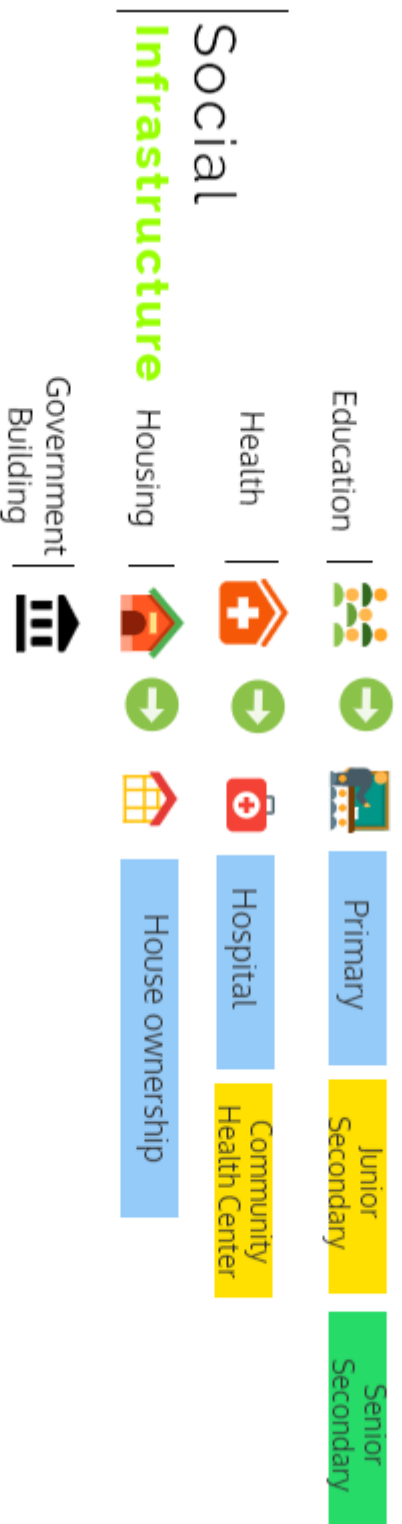 Social
Infrastructure
Education
Primary
Junior
Secondary
Senior
Secondary
Health
Hospital
Community
Health Center
Housing
House ownership
Government
Building